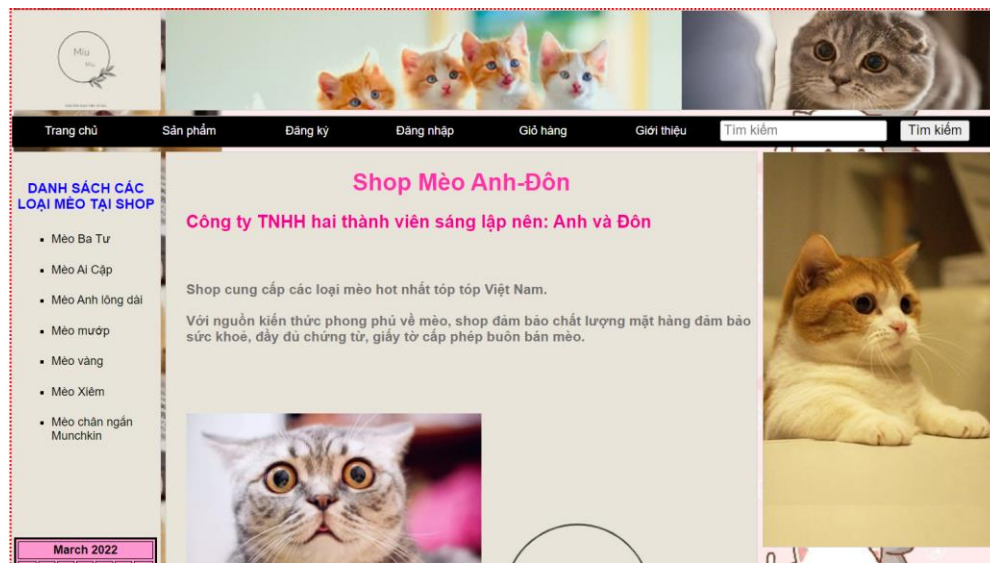 Miu
Miu
Trang chủ
Sản phẩm
Đăng ký
Đăng nhập
Giỏ hàng
Giới thiệu
Tìm kiếm
Tìm kiếm
DANH SÁCH CÁC
LOẠI MÈO TẠI SHOP
Mèo Ba Tư
Mèo Ai Cập
Mèo Anh lông dài
Mèo mướp
Mèo vàng
Mèo Xiêm
Mèo chân ngắn
Munchkin
March 2022
Shop Mèo Anh-Đôn
Công ty TNHH hai thành viên sáng lập nên: Anh và Đôn
Shop cung cấp các loại mèo hot nhất tóp tóp Việt Nam.
Với nguồn kiến thức phong phú về mèo, shop đảm bảo chất lượng mặt hàng đảm bảo
sức khoẻ, đầy đủ chứng từ, giấy tờ cấp phép buôn bán mèo.